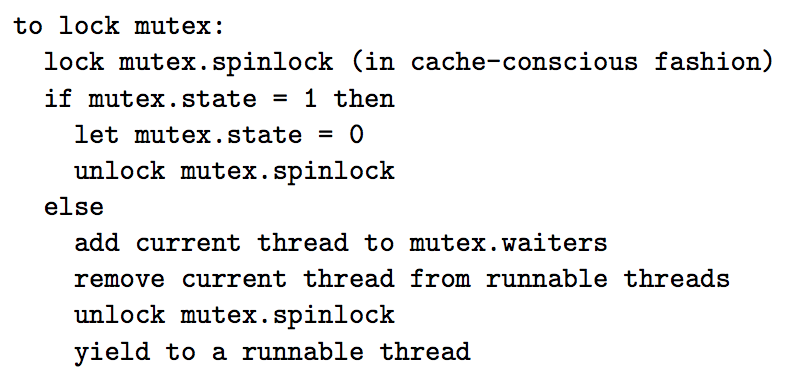 to lock mutex:
lock mutex.spinlock (in cache-conscious fashion)
if mutex.state = 1 then
let mutex.state = 0
unlock mutex.spinlock
else
add current thread to mutex.waiters
remove current thread from runnable threads
unlock mutex.spinlock
yield to a runnable thread